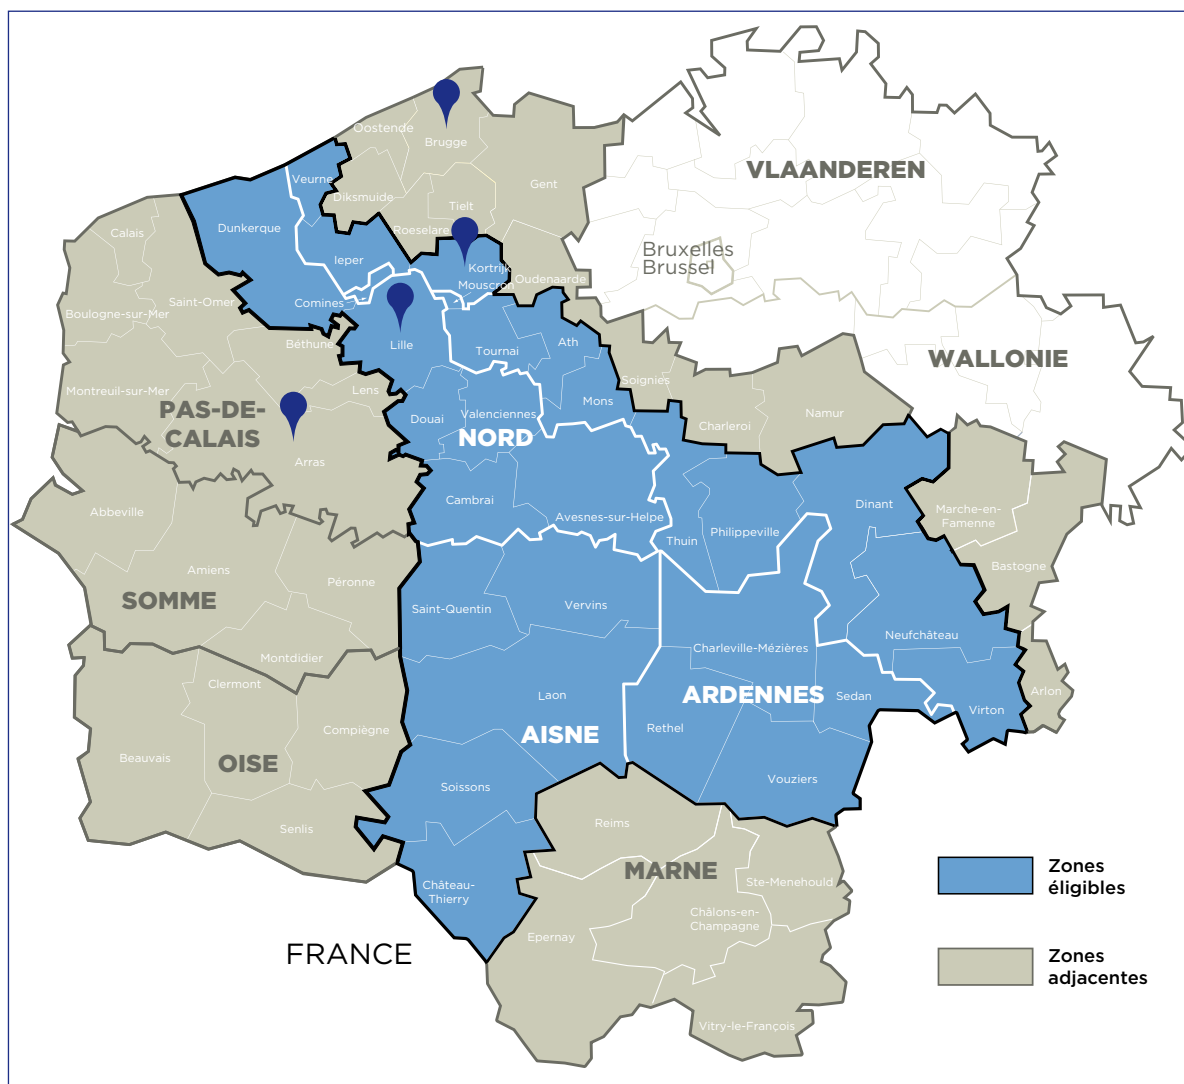 Oostende
Brugge
VLAANDEREN
Veurne
Gent
Diksmuide
Tielt
Dunkerque
Roeselare
Calais
Bruxelles
Brussel
Ieper
Kortrijk
Oudenaarde
Mouscron
Saint-Omer
Comines
Boulogne-sur-Mer
Béthune
Lille
Tournai
Ath
WALLONIE
Soignies
Montreuil-sur-Mer
Lens
Mons
PAS-DE-
CALAIS
Douai
Valenciennes
Namur
Charleroi
NORD
Arras
Cambrai
Dinant
Abbeville
Avesnes-sur-Helpe
Marche-en-
Famenne
Philippeville
Thuin
Bastogne
Amiens
Péronne
SOMME
Saint-Quentin
Vervins
Neufchâteau
Montdidier
Charleville-Mézières
Clermont
Arlon
Laon
ARDENNES
Sedan
Virton
Compiègne
Rethel
AISNE
Beauvais
OISE
Vouziers
Soissons
Senlis
Reims
MARNE
Zones
éligibles
Château-
Thierry
Ste-Menehould
Châlons-en-
Champagne
Epernay
FRANCE
Zones
adjacentes
Vitry-le-François